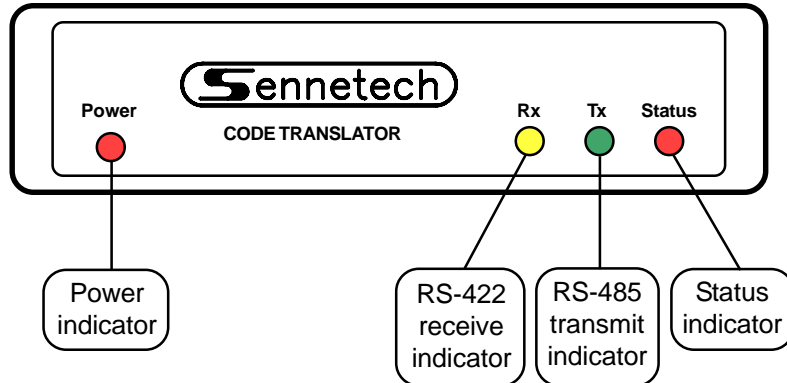 Sennetech
Power
CODE TRANSLATOR
Rx
Tx
Status
Power
indicator
RS-422
receive
indicator
RS-485
transmit
indicator
Status
indicator